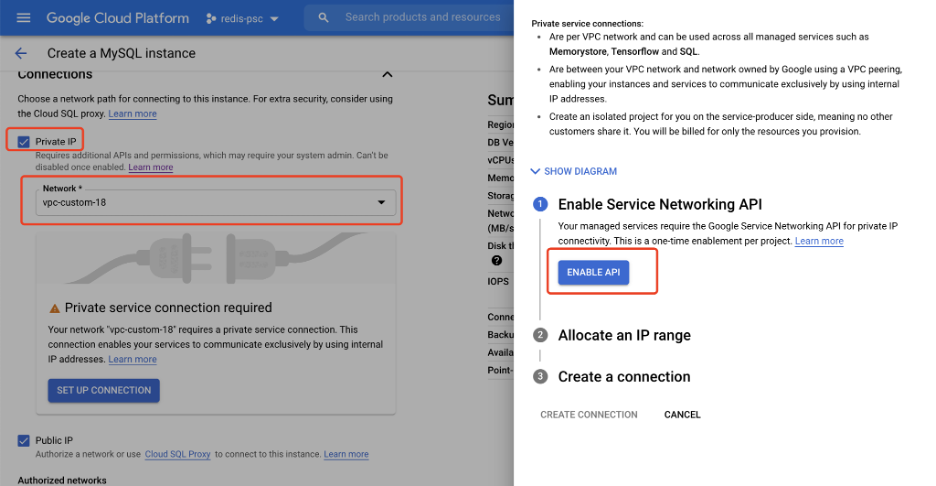 Google Cloud Platform
redis-psc
Search products and resources
Create a MySQL instance
Connections
Choose a network path for connecting to this instance. For extra security, consider using
the Cloud SQL proxy. Learn more
Private IP
Requires additional APIs and permissions, which may require your system admin. Can't be
disabled once enabled. Learn more
Network *
vpc-custom-18
Private service connection required
Your network "vpc-custom-18" requires a private service connection. This
connection enables your services to communicate exclusively by using internal
IP addresses. Learn more
SET UP CONNECTION
Public IP
Authorize a network or use Cloud SQL Proxy to connect to this instance. Learn more
Authorized networks
Sum
Region
DB Ve
vCPUs
Memo
Storag
Netwo
(MB/s
Disk t
IOPS
Conne
Backu
Availa
Point-
Private service connections:
Are per VPC network and can be used across all managed services such as
Memorystore, Tensorflow and SQL.
Are between your VPC network and network owned by Google using a VPC peering,
enabling your instances and services to communicate exclusively by using internal
IP addresses.
Create an isolated project for you on the service-producer side, meaning no other
customers share it. You will be billed for only the resources you provision.
SHOW DIAGRAM
1 Enable Service Networking API
Your managed services require the Google Service Networking API for private IP
connectivity. This is a one-time enablement per project. Learn more
ENABLE API
2 Allocate an IP range
3 Create a connection
CREATE CONNECTION CANCEL